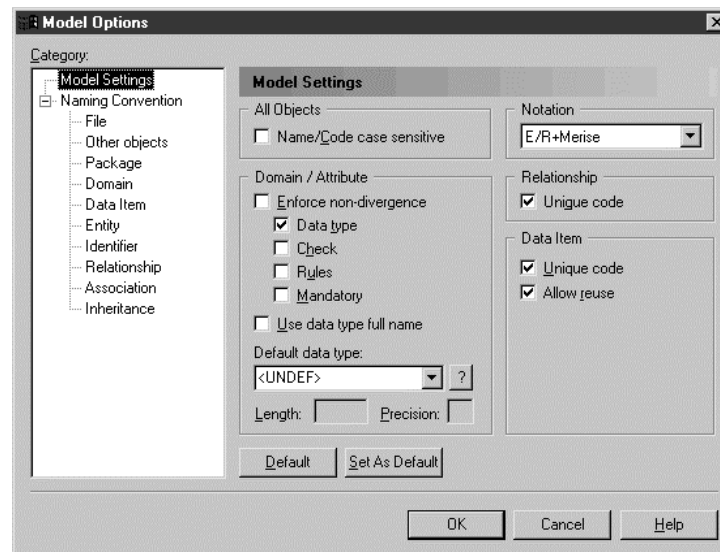 Model Options
Category:
Model Settings
Naming Convention
File
Other objects
Package
Domain
Data Item
Entity
Identifier
Relationship
Association
Inheritance
Model Settings
All Objects
Name/Code case sensitive
Domain / Attribute
Enforce non-divergence
Data type
Check
Rules
Mandatory
Use data type full name
Default data type:
<UNDEF>
?
Length:
Precision:
Notation
E/R+Merise
Relationship
Unique code
Data Item
Unique code
Allow reuse
Default
Set As Default
OK
Cancel
Help